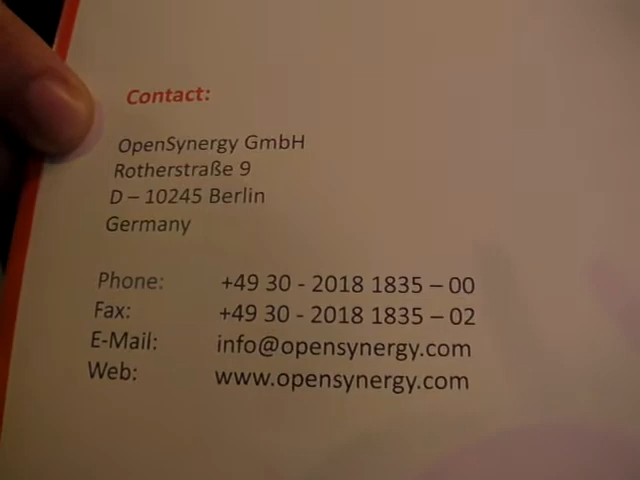 Contact:
OpenSynergy GmbH
Rotherstraße 9
D – 10245 Berlin
Germany
Phone: +49 30 - 2018 1835 – 00
Fax: +49 30 - 2018 1835 – 02
E-Mail: info@opensynergy.com
Web: www.opensynergy.com